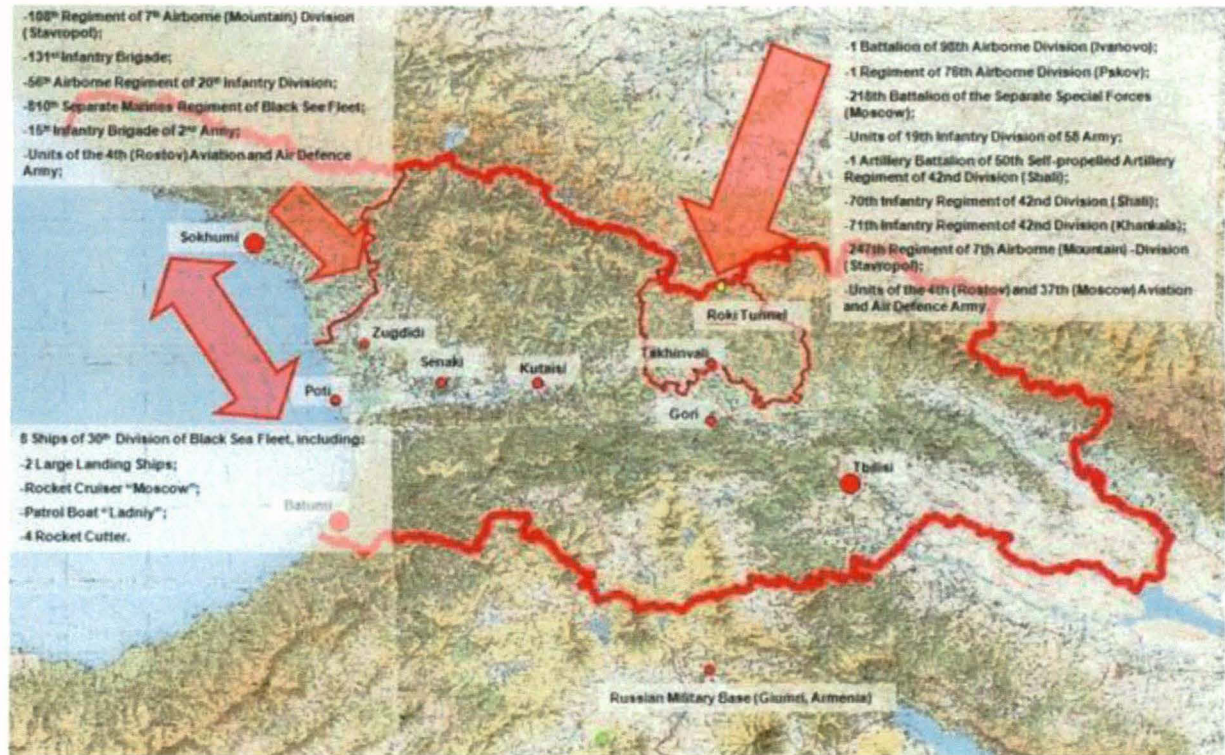 -108th Regiment of 7th Airborne (Mountain) Division
(Stavropol);
-131st Infantry Brigade;
-56th Airborne Regiment of 20th Infantry Division;
-810th Separate Marines Regiment of Black See Fleet;
-15th Infantry Brigade of 2nd Army;
-Units of the 4th (Rostov) Aviation and Air Defence
Army;
-1 Battalion of 98th Airborne Division (Ivanovo);
-1 Regiment of 76th Airborne Division (Pskov);
-218th Battalion of the Separate Special Forces
(Moscow);
-Units of 19th Infantry Division of 58 Army;
-1 Artillery Battalion of 50th Self-propelled Artillery
Regiment of 42nd Division (Shali);
-70th Infantry Regiment of 42nd Division (Shali);
-71th Infantry Regiment of 42nd Division (Khankala);
-247th Regiment of 7th Airborne (Mountain) -Division
(Stavropol);
-Units of the 4th (Rostov) and 37th (Moscow) Aviation
and Air Defence Army.
Sokhumi
Roki Tunnel
Zugdidi
Senaki
Kutaisi
Tskhinvali
Poti
Gori
8 Ships of 30th Division of Black Sea Fleet, including:
-2 Large Landing Ships;
-Rocket Cruiser "Moscow";
-Patrol Boat "Ladniy";
-4 Rocket Cutter.
Tbilisi
Batumi
Russian Military Base (Giumri, Armenia)